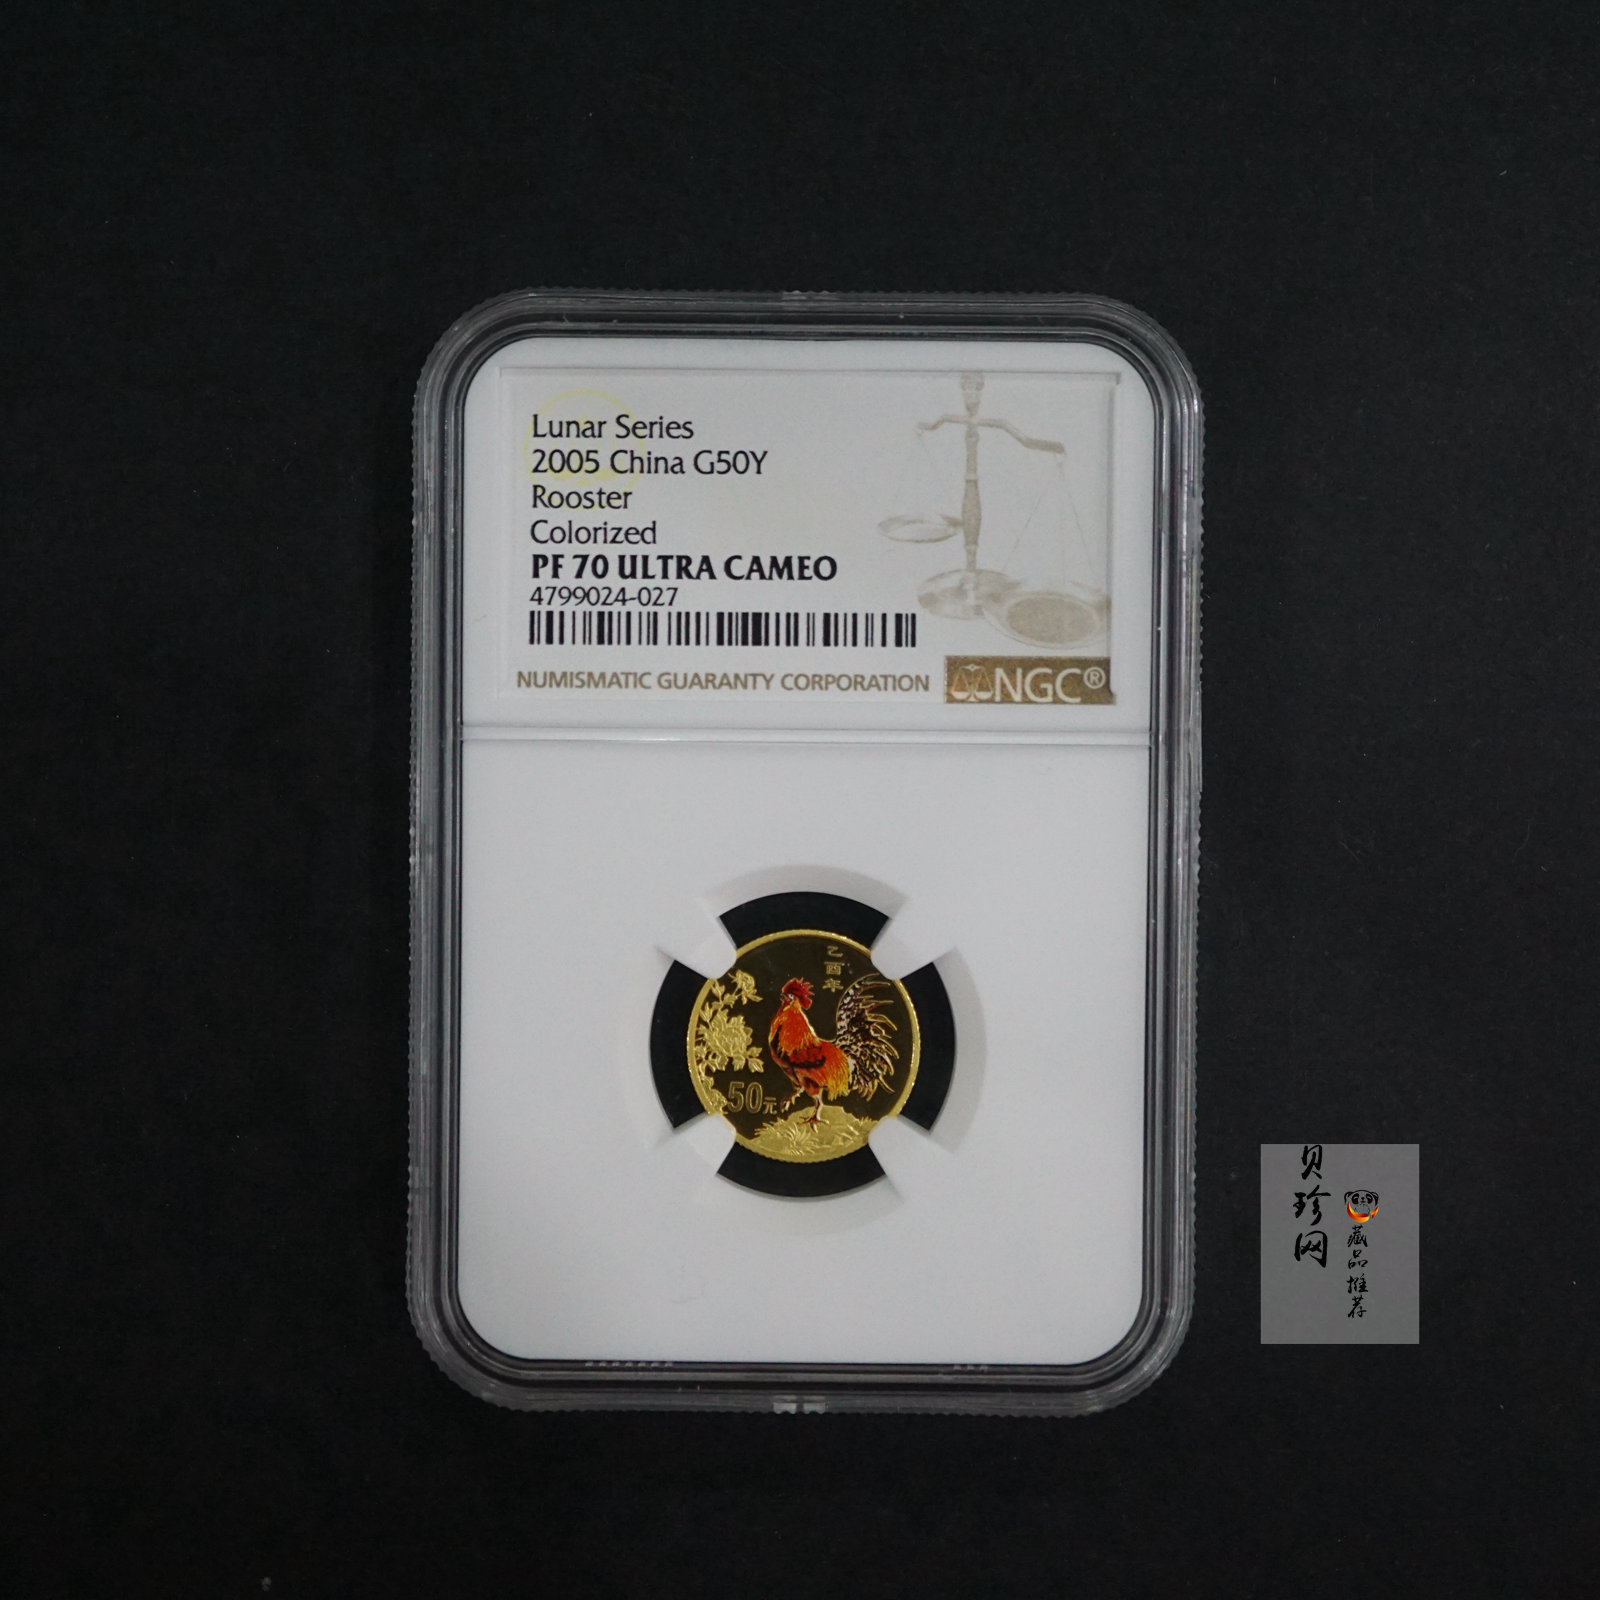 Lunar Series
2005 China G50Y
Rooster
Colorized
PF 70 ULTRA CAMEO
4799024-027
NUMISMATIC GUARANTY CORPORATION
NGC®
乙酉年
50元
贝珍网
藏品推荐